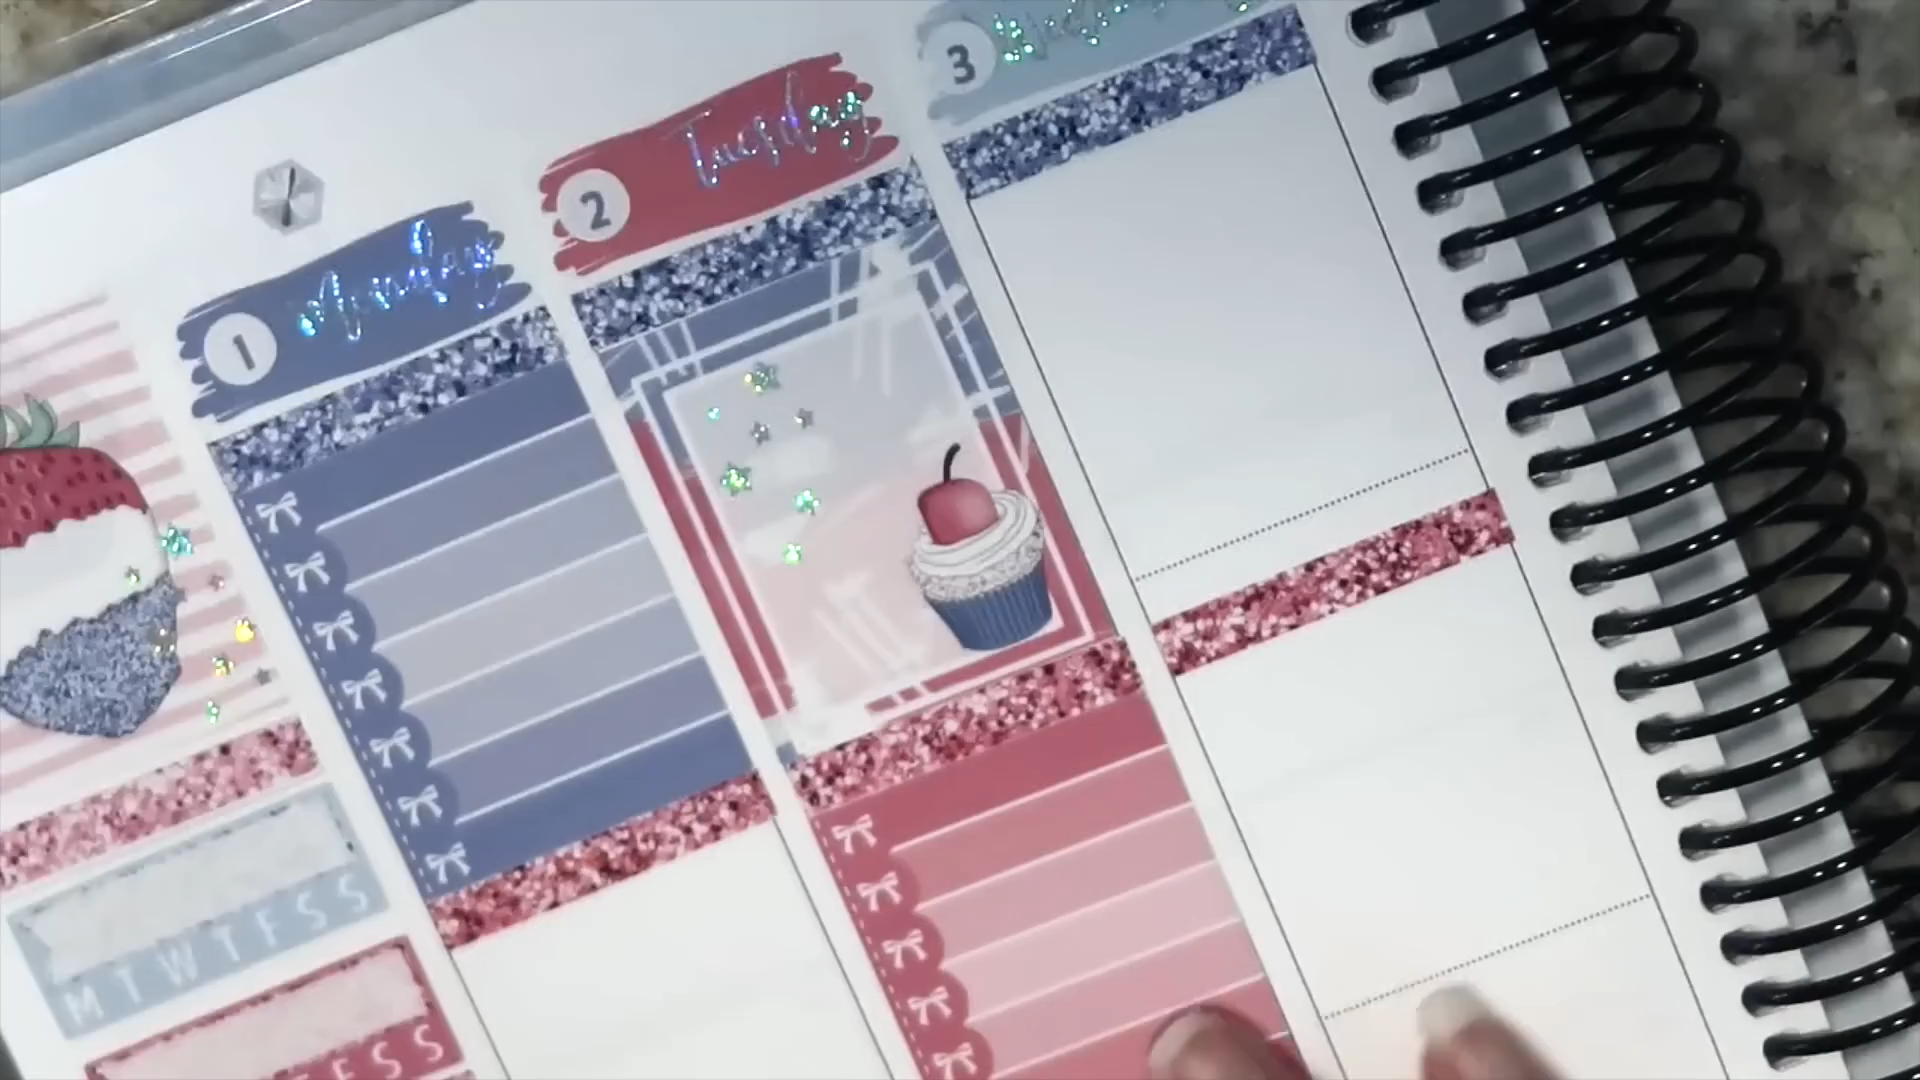 1 Monday
2 Tuesday
3
M T W T F S S
F S S